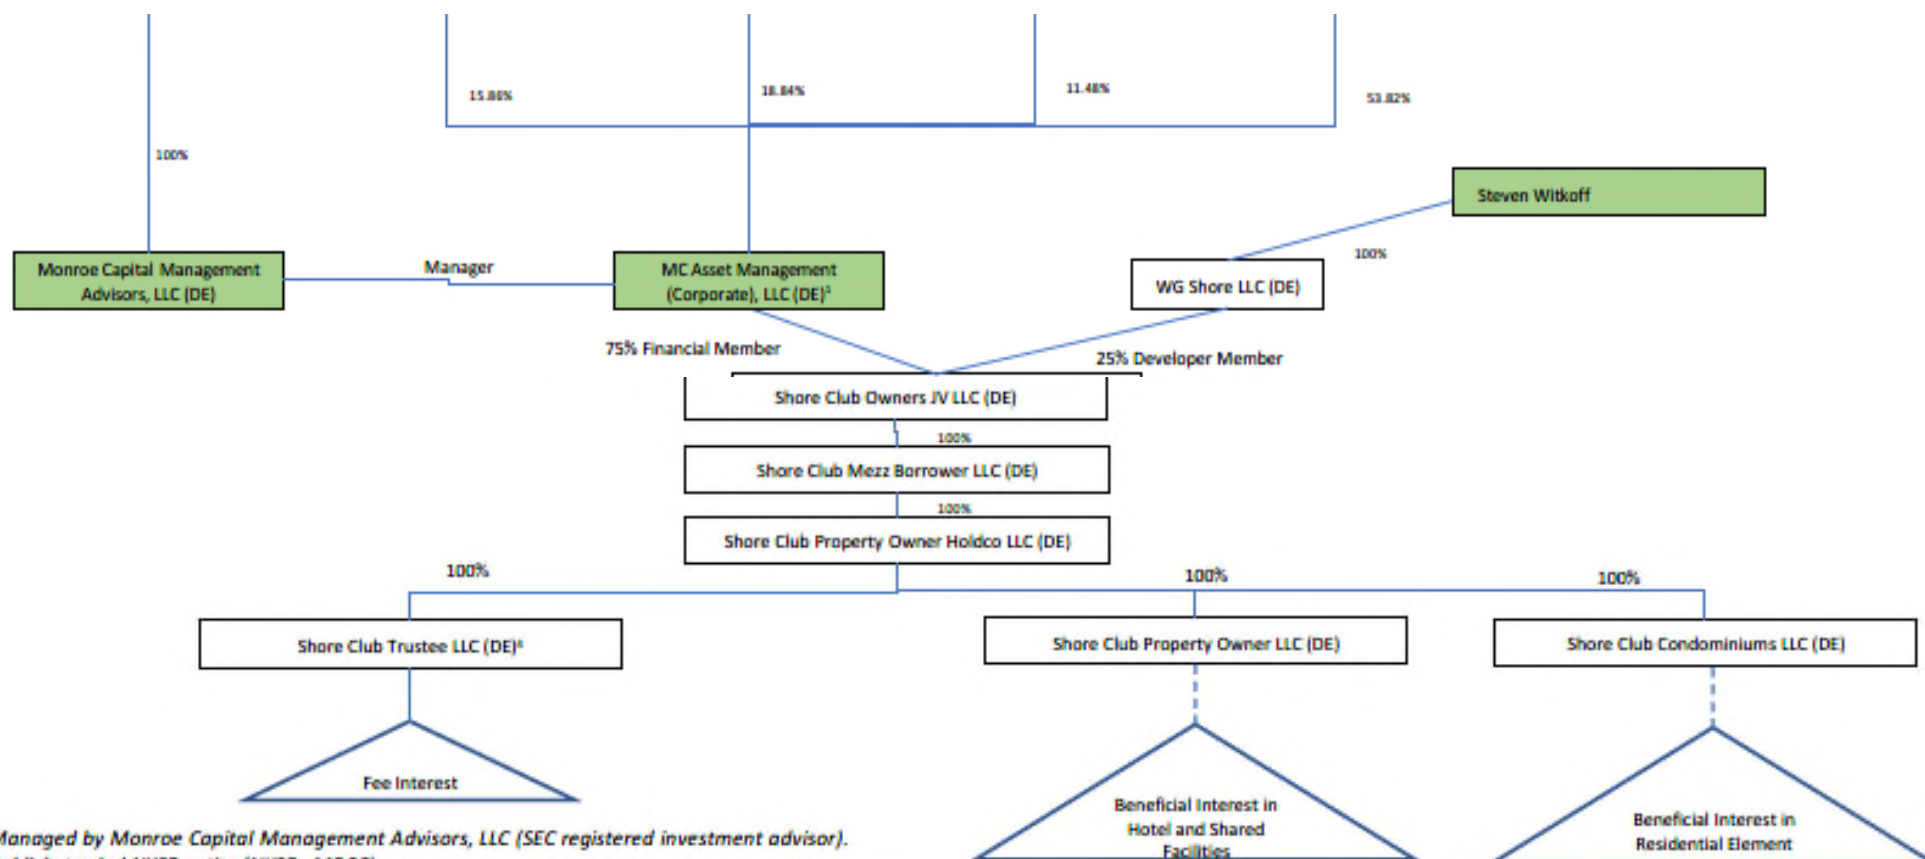 15.86%
18.84%
11.48%
53.82%
100%
Steven Witkoff
100%
Monroe Capital Management
Advisors, LLC (DE)
Manager
MC Asset Management
(Corporate), LLC (DE)
WG Shore LLC (DE)
75% Financial Member
25% Developer Member
Shore Club Owners JV LLC (DE)
100%
Shore Club Mezz Borrower LLC (DE)
100%
Shore Club Property Owner Holdco LLC (DE)
100%
100%
100%
Shore Club Trustee LLC (DE)
Shore Club Property Owner LLC (DE)
Shore Club Condominiums LLC (DE)
Fee Interest
Beneficial Interest in
Hotel and Shared
Facilities
Beneficial Interest in
Residential Element
Managed by Monroe Capital Management Advisors, LLC (SEC registered investment advisor).